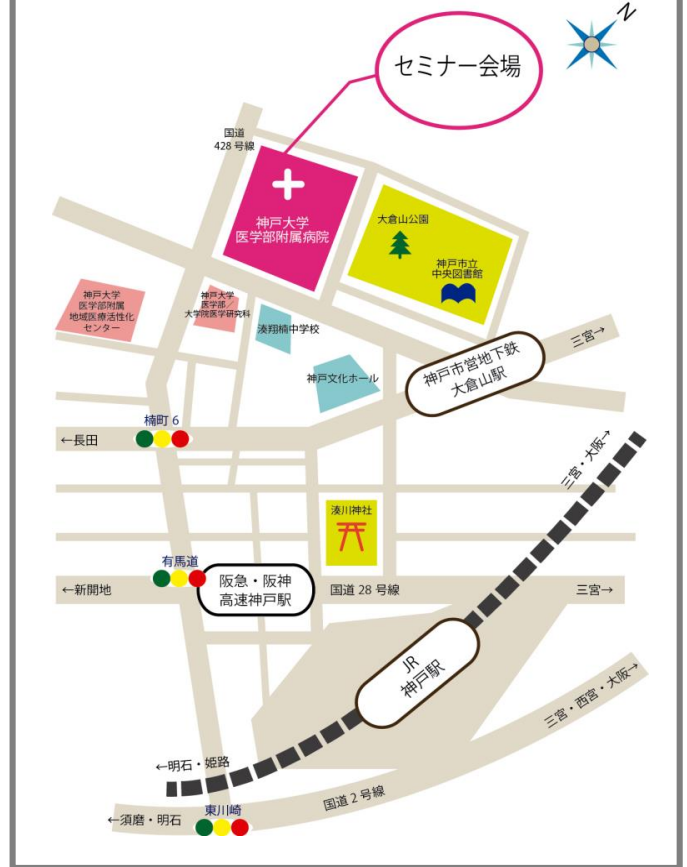 N
セミナー会場
国道
428号線
神戸大学
医学部附属病院
大倉山公園
神戸市立
中央図書館
神戸大学
医学部附属
地域医療活性化
センター
神戸大学
医学部／
大学院医学研究科
湊翔楠中学校
神戸文化ホール
神戸市営地下鉄
大倉山駅
三宮→
楠町6
←長田
三宮・大阪→
湊川神社
有馬道
←新開地
阪急・阪神
高速神戸駅
国道28号線
三宮→
JR
神戸駅
三宮・西宮・大阪→
←明石・姫路
国道2号線
東川崎
←須磨・明石